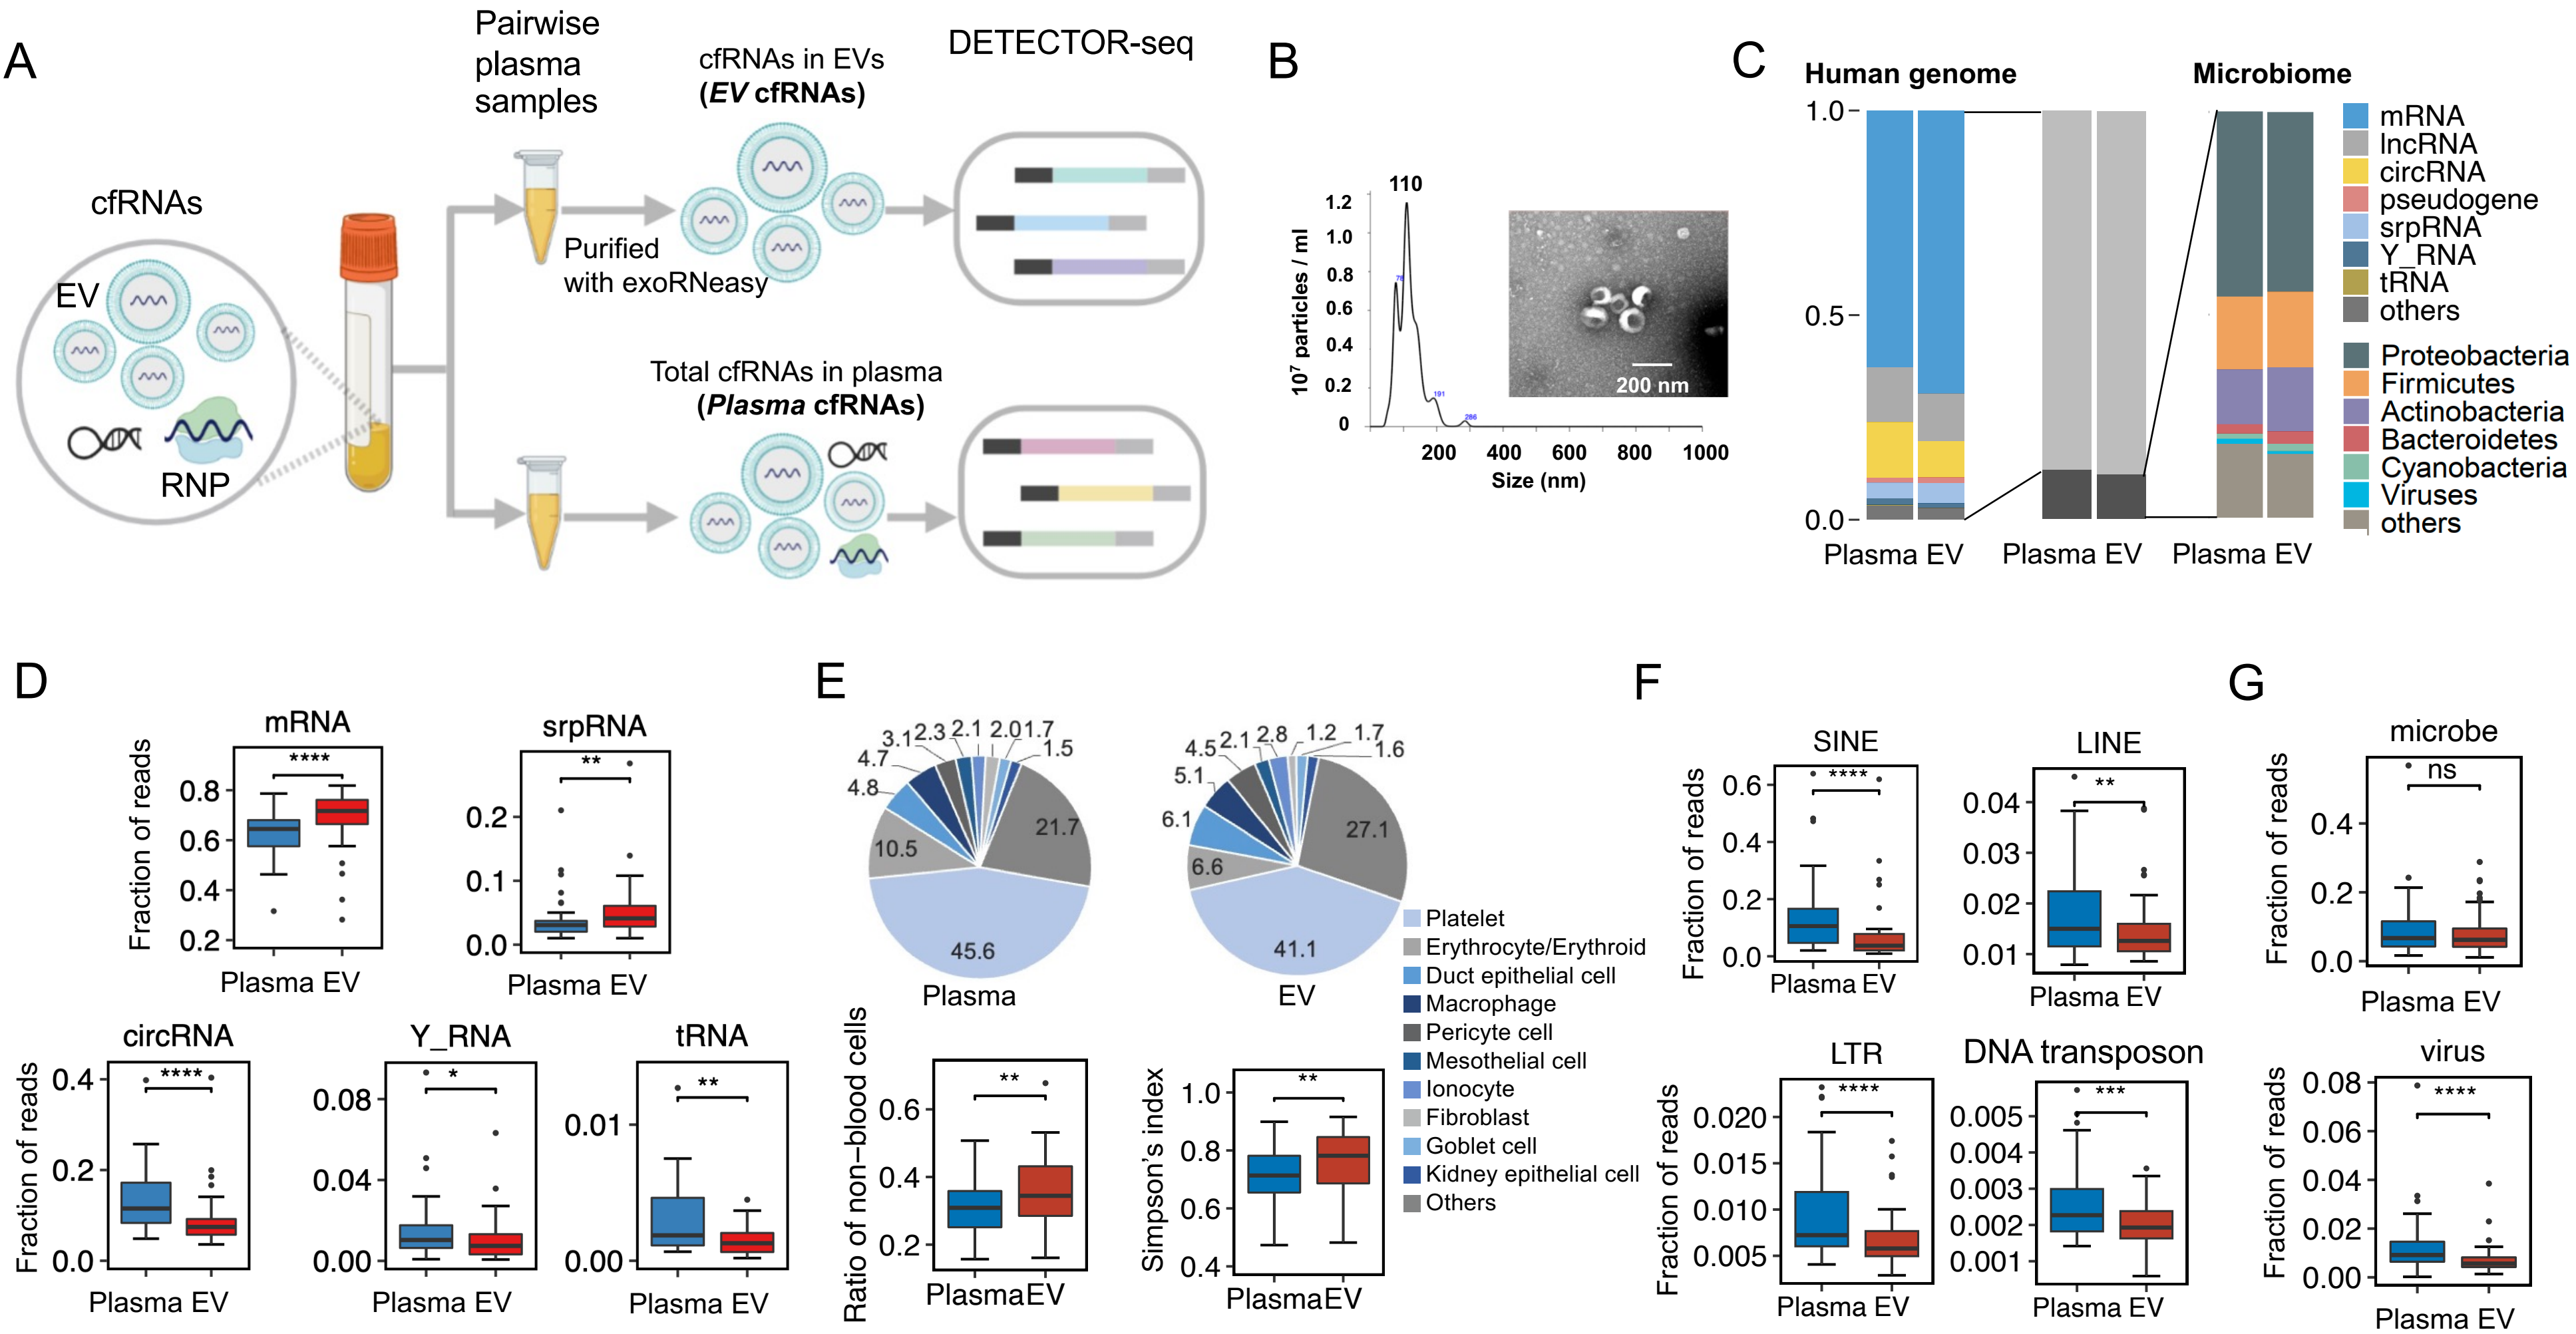 A
Pairwise
plasma
samples
cfRNAs in EVs
(EV cfRNAs)
DETECTOR-seq
cfRNAs
EV
RNP
Purified
with exoRNeasy
Total cfRNAs in plasma
(Plasma cfRNAs)
B
110
78
191
286
10⁷ particles / ml
1.2
1.0
0.8
0.6
0.4
0.2
0
200 400 600 800 1000
Size (nm)
200 nm
C
Human genome
Microbiome
1.0
0.5
0.0
Plasma EV
Plasma EV
Plasma EV
mRNA
lncRNA
circRNA
pseudogene
srpRNA
Y_RNA
tRNA
others
Proteobacteria
Firmicutes
Actinobacteria
Bacteroidetes
Cyanobacteria
Viruses
others
D
mRNA
Fraction of reads
0.8
0.6
0.4
0.2
****
Plasma EV
srpRNA
0.2
0.1
0.0
**
Plasma EV
circRNA
Fraction of reads
0.4
0.2
0.0
****
Plasma EV
Y_RNA
0.08
0.04
0.00
*
Plasma EV
tRNA
0.01
0.00
**
Plasma EV
E
4.8
4.7
3.1
2.3
2.1
2.0
1.7
1.5
10.5
21.7
45.6
Plasma
6.1
5.1
4.5
2.1
2.8
1.2
1.7
1.6
6.6
27.1
41.1
EV
Platelet
Erythrocyte/Erythroid
Duct epithelial cell
Macrophage
Pericyte cell
Mesothelial cell
Ionocyte
Fibroblast
Goblet cell
Kidney epithelial cell
Others
Ratio of non-blood cells
0.6
0.4
0.2
**
PlasmaEV
Simpson's index
1.0
0.8
0.6
0.4
**
PlasmaEV
F
SINE
Fraction of reads
0.6
0.4
0.2
0.0
****
Plasma EV
LINE
0.04
0.03
0.02
0.01
**
Plasma EV
LTR
Fraction of reads
0.020
0.015
0.010
0.005
****
Plasma EV
DNA transposon
0.005
0.004
0.003
0.002
0.001
***
Plasma EV
G
microbe
Fraction of reads
0.4
0.2
0.0
ns
Plasma EV
virus
Fraction of reads
0.08
0.06
0.04
0.02
0.00
****
Plasma EV